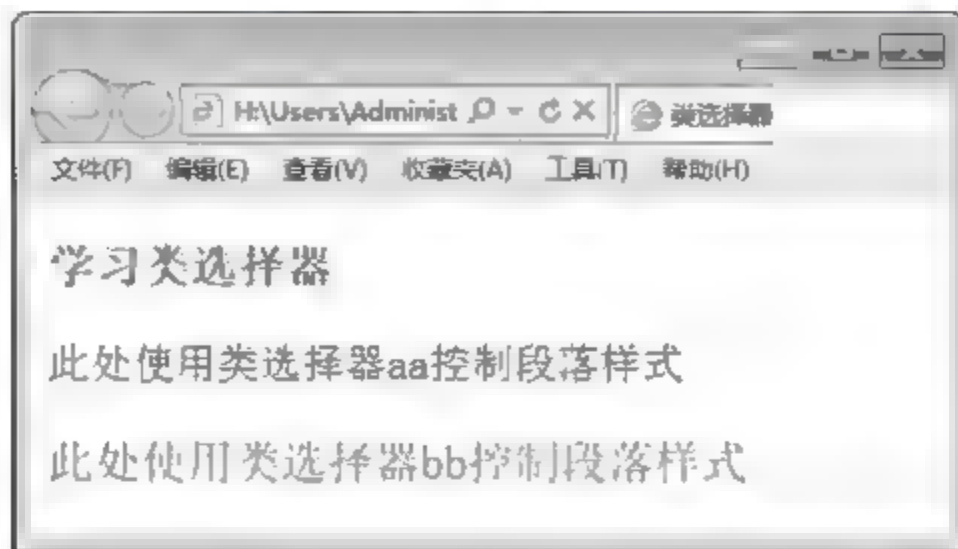 H:\Users\Administ
类选择器
文件(F) 编辑(E) 查看(V) 收藏夹(A) 工具(T) 帮助(H)
学习类选择器
此处使用类选择器aa控制段落样式
此处使用类选择器bb控制段落样式